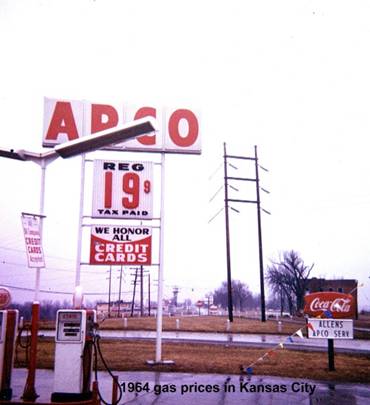 APCO
REG
19 9
TAX PAID
WE HONOR
ALL
CREDIT
CARDS
CREDIT
CARDS
Coca-Cola
ALLENS
APCO SERV
1964 gas prices in Kansas City